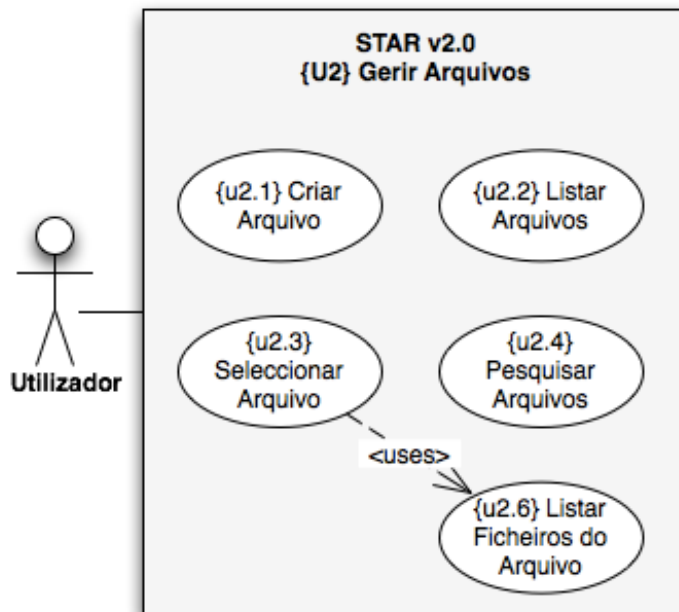 STAR v2.0
{U2} Gerir Arquivos
{u2.1} Criar
Arquivo
{u2.2} Listar
Arquivos
Utilizador
{u2.3}
Seleccionar
Arquivo
{u2.4}
Pesquisar
Arquivos
<uses>
{u2.6} Listar
Ficheiros do
Arquivo